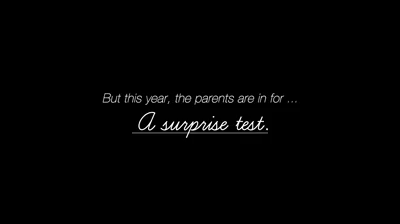 But this year, the parents are in for ...
A surprise test.